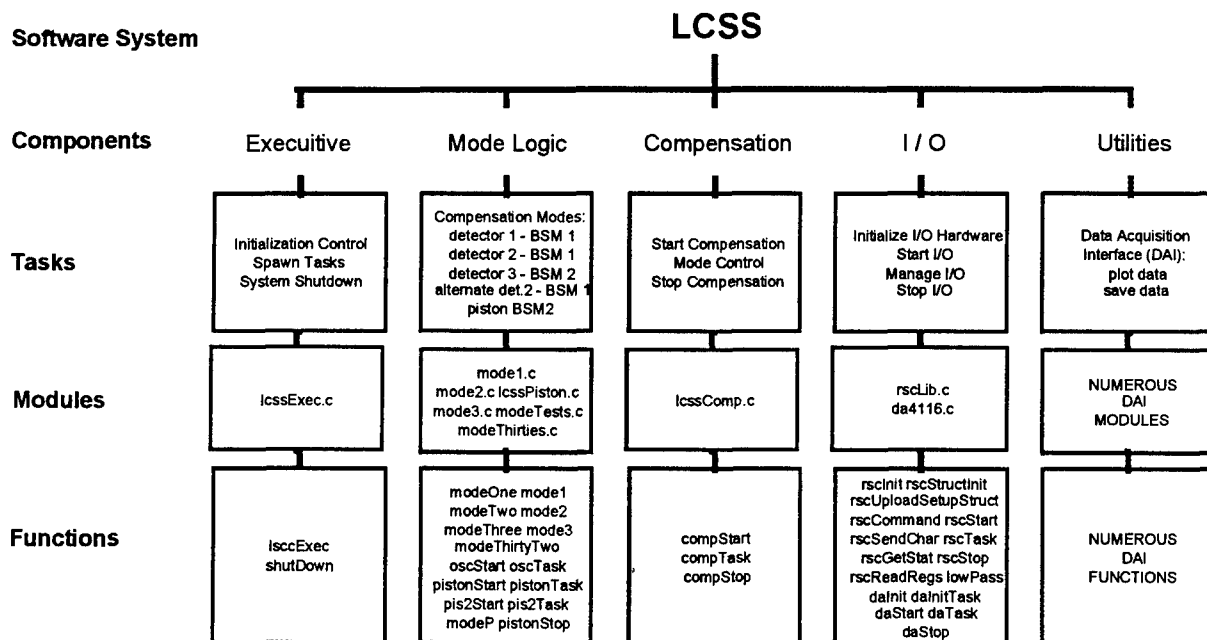 Software System
LCSS
Components
Execuitive
Mode Logic
Compensation
I / O
Utilities
Tasks
Initialization Control
Spawn Tasks
System Shutdown
Compensation Modes:
detector 1 - BSM 1
detector 2 - BSM 1
detector 3 - BSM 2
alternate det.2 - BSM 1
piston BSM2
Start Compensation
Mode Control
Stop Compensation
Initialize I/O Hardware
Start I/O
Manage I/O
Stop I/O
Data Acquisition
Interface (DAI):
plot data
save data
Modules
lcssExec.c
mode1.c
mode2.c lcssPiston.c
mode3.c modeTests.c
modeThirties.c
lcssComp.c
rscLib.c
da4116.c
NUMEROUS
DAI
MODULES
Functions
lsccExec
shutDown
modeOne mode1
modeTwo mode2
modeThree mode3
modeThirtyTwo
oscStart oscTask
pistonStart pistonTask
pis2Start pis2Task
modeP pistonStop
compStart
compTask
compStop
rscInit rscStructInit
rscUploadSetupStruct
rscCommand rscStart
rscSendChar rscTask
rscGetStat rscStop
rscReadRegs lowPass
daInit daInitTask
daStart daTask
daStop
NUMEROUS
DAI
FUNCTIONS